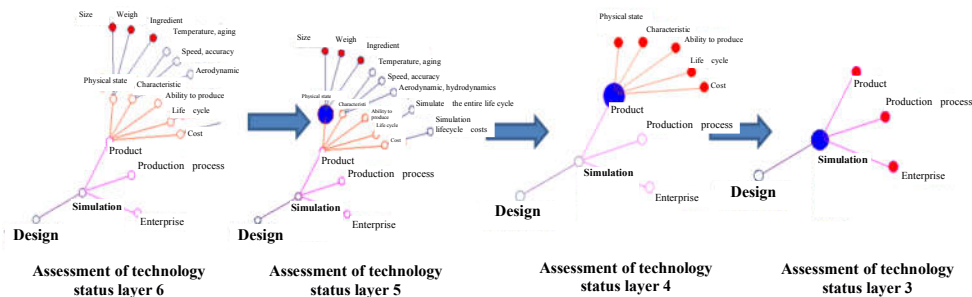 Size
Weigh
Ingredient
Temperature, aging
Speed, accuracy
Aerodynamic
Physical state
Characteristic
Ability to produce
Life cycle
Cost
Product
Production process
Simulation
Enterprise
Design
Assessment of technology
status layer 6
Size
Weigh
Ingredient
Temperature, aging
Speed, accuracy
Aerodynamic, hydrodynamics
Simulate the entire life cycle
Simulation
lifecycle costs
Physical state
Characteristi
Ability to
produce
Life cycle
Cost
Product
Production process
Simulation
Enterprise
Design
Assessment of technology
status layer 5
Physical state
Characteristic
Ability to produce
Life cycle
Cost
Product
Production process
Simulation
Design
Assessment of technology
status layer 4
Product
Production process
Simulation
Enterprise
Design
Assessment of technology
status layer 3